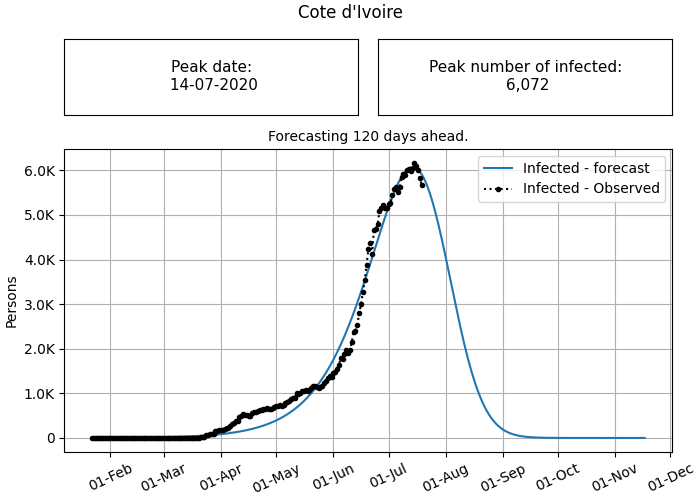 Cote d'Ivoire
Peak date:
14-07-2020
Peak number of infected:
6,072
Forecasting 120 days ahead.
Infected - forecast
Infected - Observed
Persons
6.0K
5.0K
4.0K
3.0K
2.0K
1.0K
0
01-Feb
01-Mar
01-Apr
01-May
01-Jun
01-Jul
01-Aug
01-Sep
01-Oct
01-Nov
01-Dec